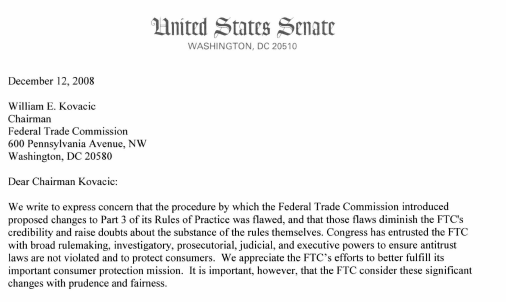 United States Senate
WASHINGTON, DC 20510
December 12, 2008
William E. Kovacic
Chairman
Federal Trade Commission
600 Pennsylvania Avenue, NW
Washington, DC 20580
Dear Chairman Kovacic:
We write to express concern that the procedure by which the Federal Trade Commission introduced
proposed changes to Part 3 of its Rules of Practice was flawed, and that those flaws diminish the FTC's
credibility and raise doubts about the substance of the rules themselves. Congress has entrusted the FTC
with broad rulemaking, investigatory, prosecutorial, judicial, and executive powers to ensure antitrust
laws are not violated and to protect consumers. We appreciate the FTC's efforts to better fulfill its
important consumer protection mission. It is important, however, that the FTC consider these significant
changes with prudence and fairness.